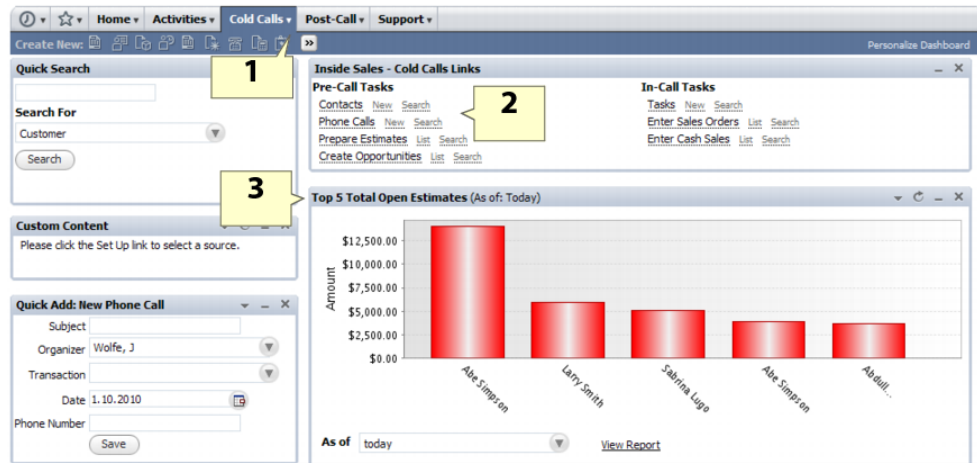 Home Activities Cold Calls Post-Call Support
Create New: Personalize Dashboard
1
Quick Search
Search For
Customer
Search
Inside Sales - Cold Calls Links
Pre-Call Tasks
Contacts New Search
Phone Calls New Search
Prepare Estimates List Search
Create Opportunities List Search
2
In-Call Tasks
Tasks New Search
Enter Sales Orders List Search
Enter Cash Sales List Search
3
Top 5 Total Open Estimates (As of: Today)
Custom Content
Please click the Set Up link to select a source.
Amount
$12,500.00
$10,000.00
$7,500.00
$5,000.00
$2,500.00
$0.00
Abe Simpson
Larry Smith
Sabrina Lugo
Abe Simpson
Abdull...
As of today View Report
Quick Add: New Phone Call
Subject
Organizer Wolfe, J
Transaction
Date 1.10.2010
Phone Number
Save